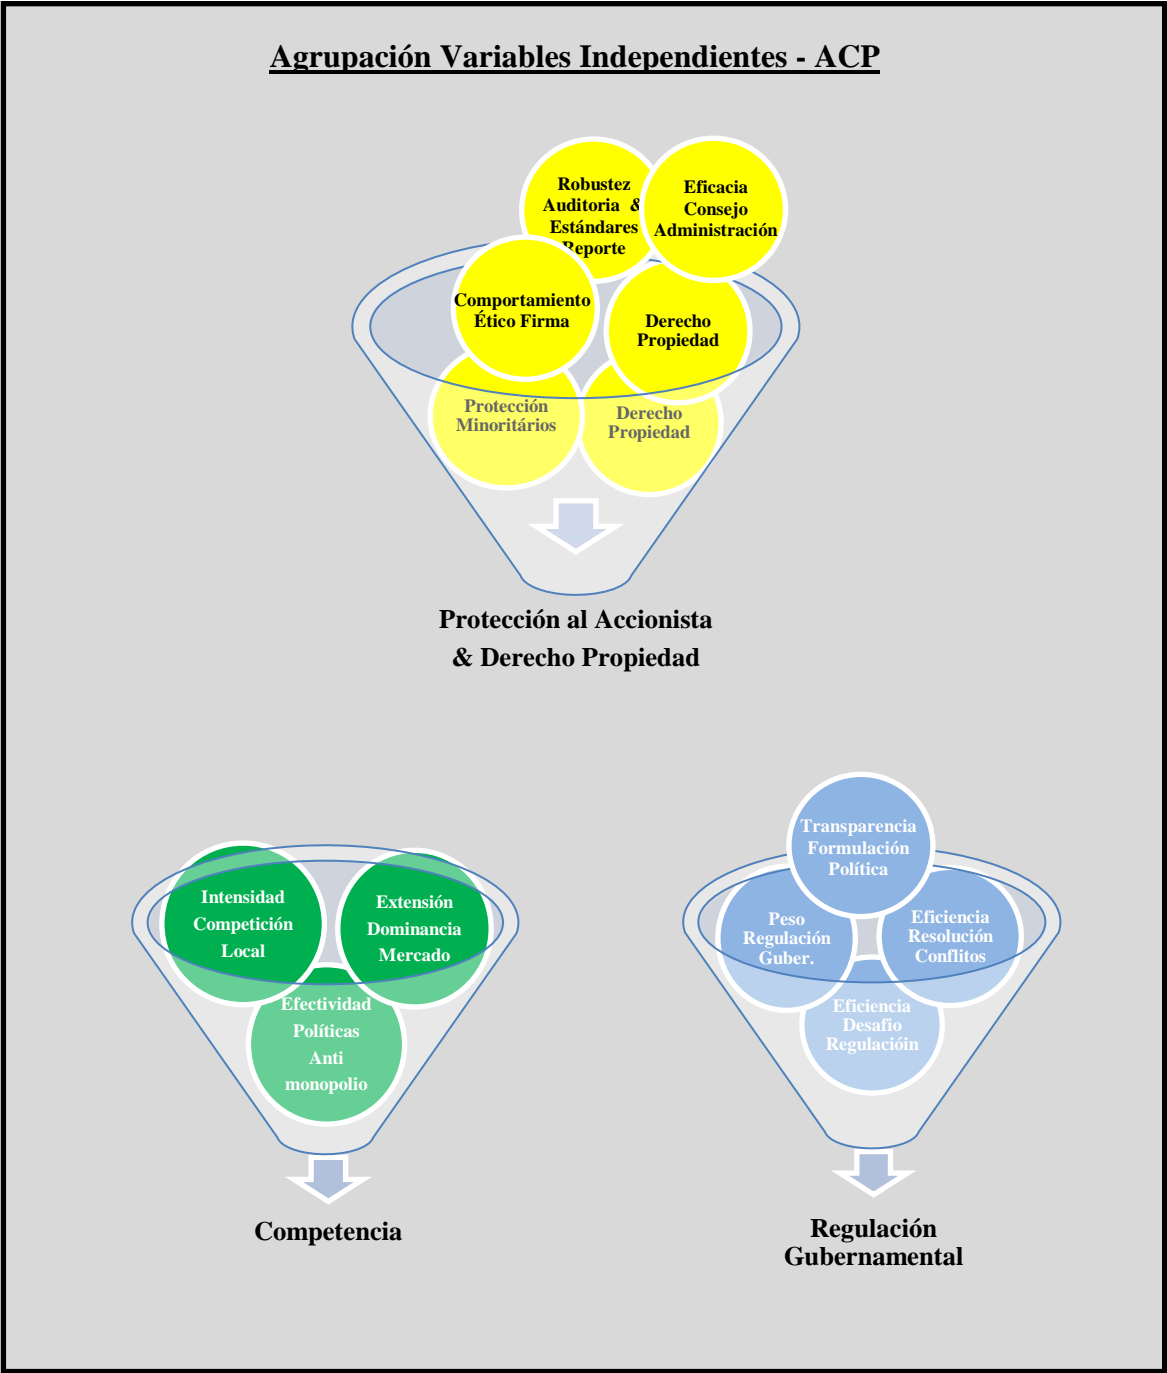 Agrupación Variables Independientes - ACP
Robustez
Auditoria &
Estándares
Reporte
Eficacia
Consejo
Administración
Comportamiento
Ético Firma
Derecho
Propiedad
Protección
Minoritários
Derecho
Propiedad
Protección al Accionista
& Derecho Propiedad
Intensidad
Competición
Local
Extensión
Dominancia
Mercado
Efectividad
Políticas
Anti
monopolio
Competencia
Transparencia
Formulación
Política
Peso
Regulación
Guber.
Eficiencia
Resolución
Conflitos
Eficiencia
Desafio
Regulacióin
Regulación
Gubernamental